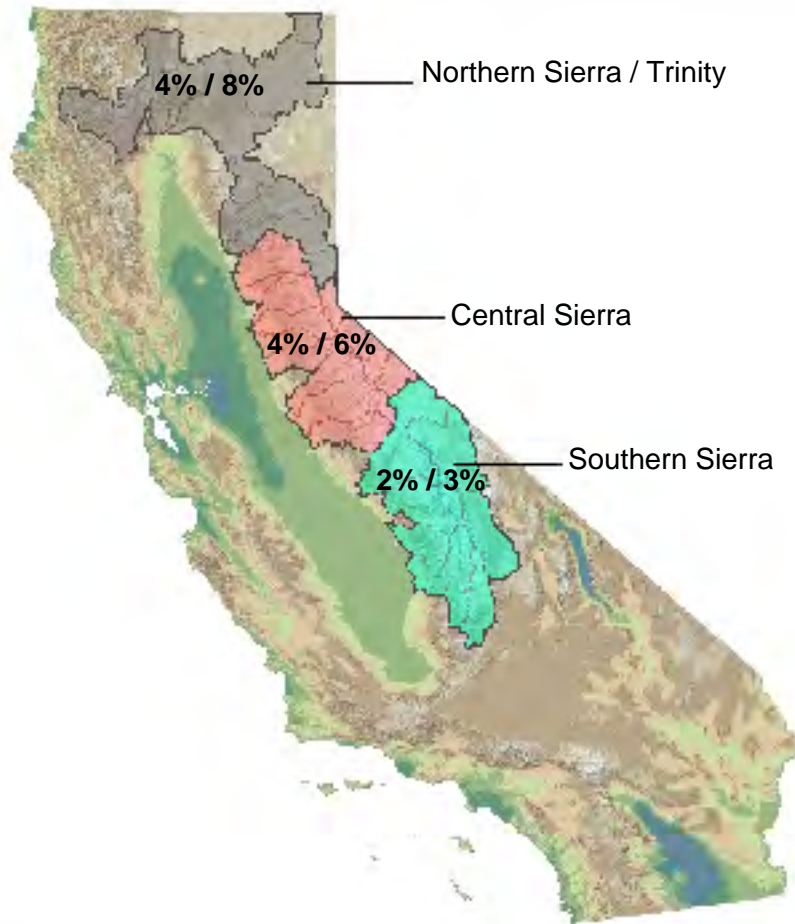 4% / 8%
Northern Sierra / Trinity
Central Sierra
4% / 6%
Southern Sierra
2% / 3%